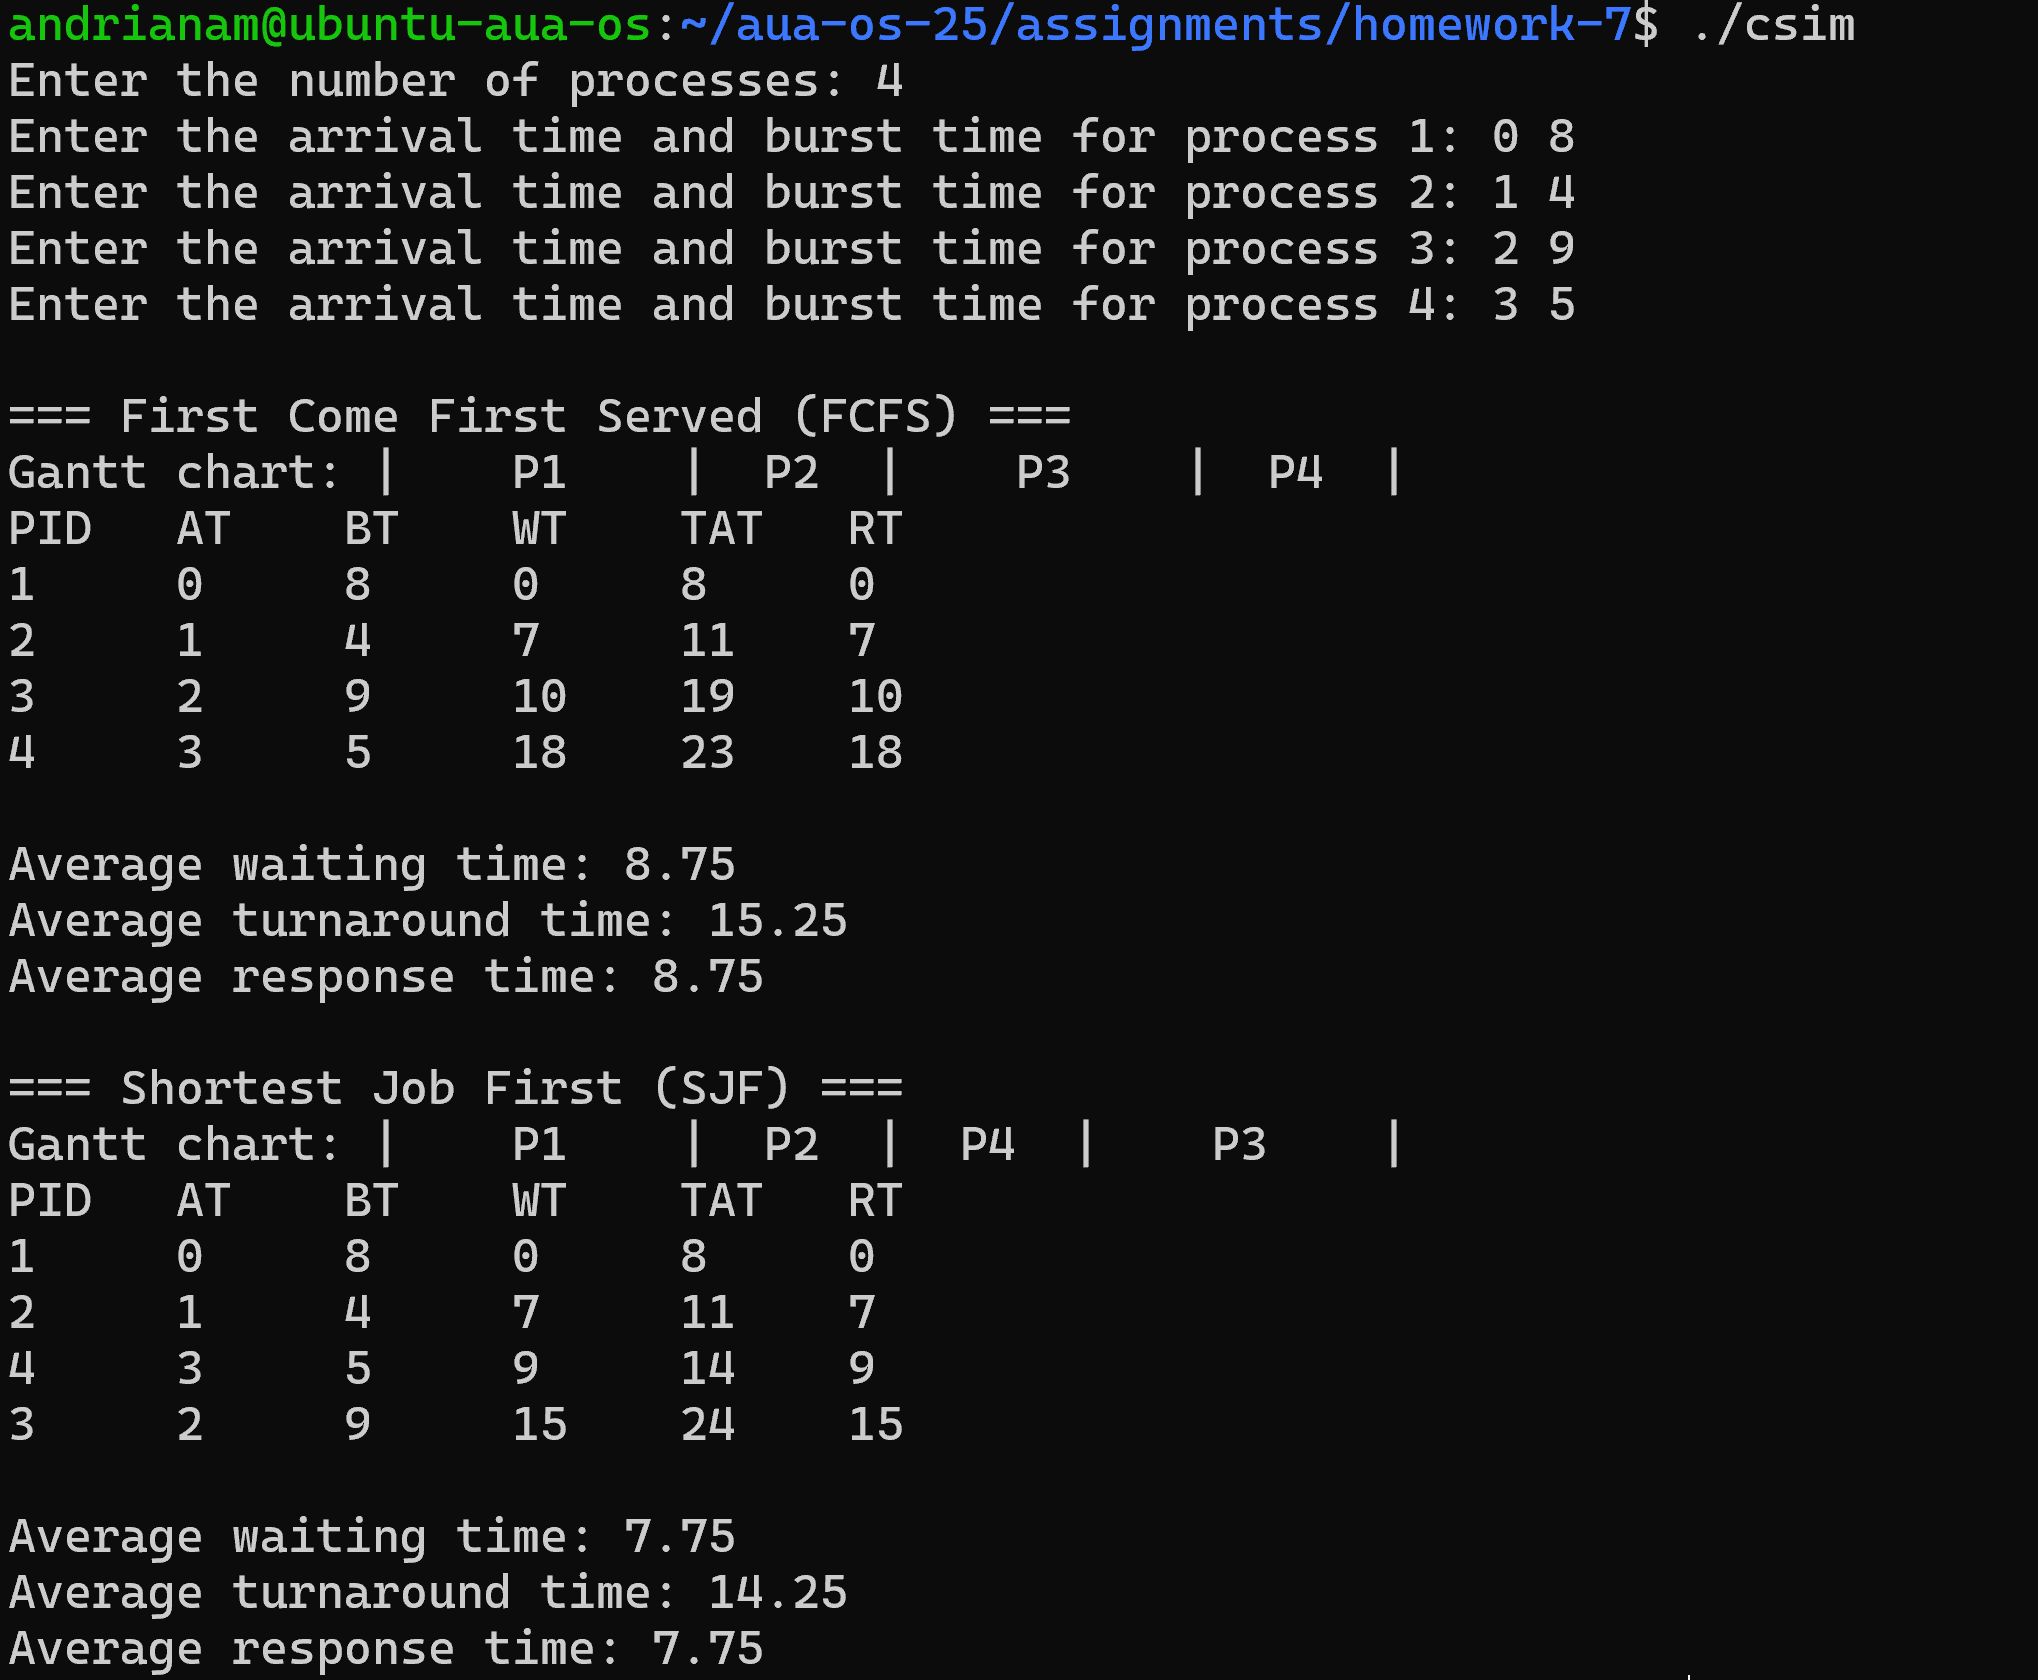 andrianam@ubuntu-aua-os:~/aua-os-25/assignments/homework-7$ ./csim
Enter the number of processes: 4
Enter the arrival time and burst time for process 1: 0 8
Enter the arrival time and burst time for process 2: 1 4
Enter the arrival time and burst time for process 3: 2 9
Enter the arrival time and burst time for process 4: 3 5

=== First Come First Served (FCFS) ===
Gantt chart: |    P1    |  P2  |    P3    |  P4  |
PID   AT    BT    WT    TAT   RT
1     0     8     0     8     0
2     1     4     7     11    7
3     2     9     10    19    10
4     3     5     18    23    18

Average waiting time: 8.75
Average turnaround time: 15.25
Average response time: 8.75

=== Shortest Job First (SJF) ===
Gantt chart: |    P1    |  P2  |  P4  |    P3    |
PID   AT    BT    WT    TAT   RT
1     0     8     0     8     0
2     1     4     7     11    7
4     3     5     9     14    9
3     2     9     15    24    15

Average waiting time: 7.75
Average turnaround time: 14.25
Average response time: 7.75